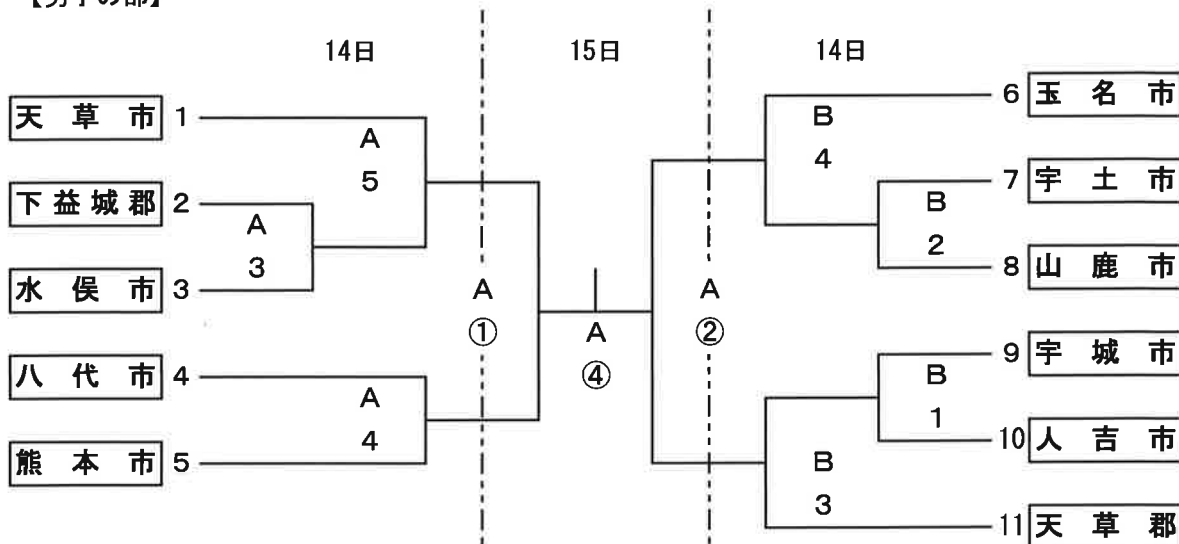 【男子の部】
14日 15日 14日
天草市 1
A
5
下益城郡 2
A
3
水俣市 3
八代市 4
A
4
熊本市 5
A
①
A
④
A
②
6 玉名市
B
4
7 宇土市
B
2
8 山鹿市
9 宇城市
B
1
10 人吉市
B
3
11 天草郡